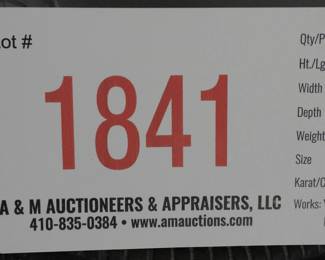 Lot #
1841
A & M AUCTIONEERS & APPRAISERS, LLC
410-835-0384 • www.amauctions.com
Qty/P
Ht./Lg
Width
Depth
Weight
Size
Karat/C
Works: